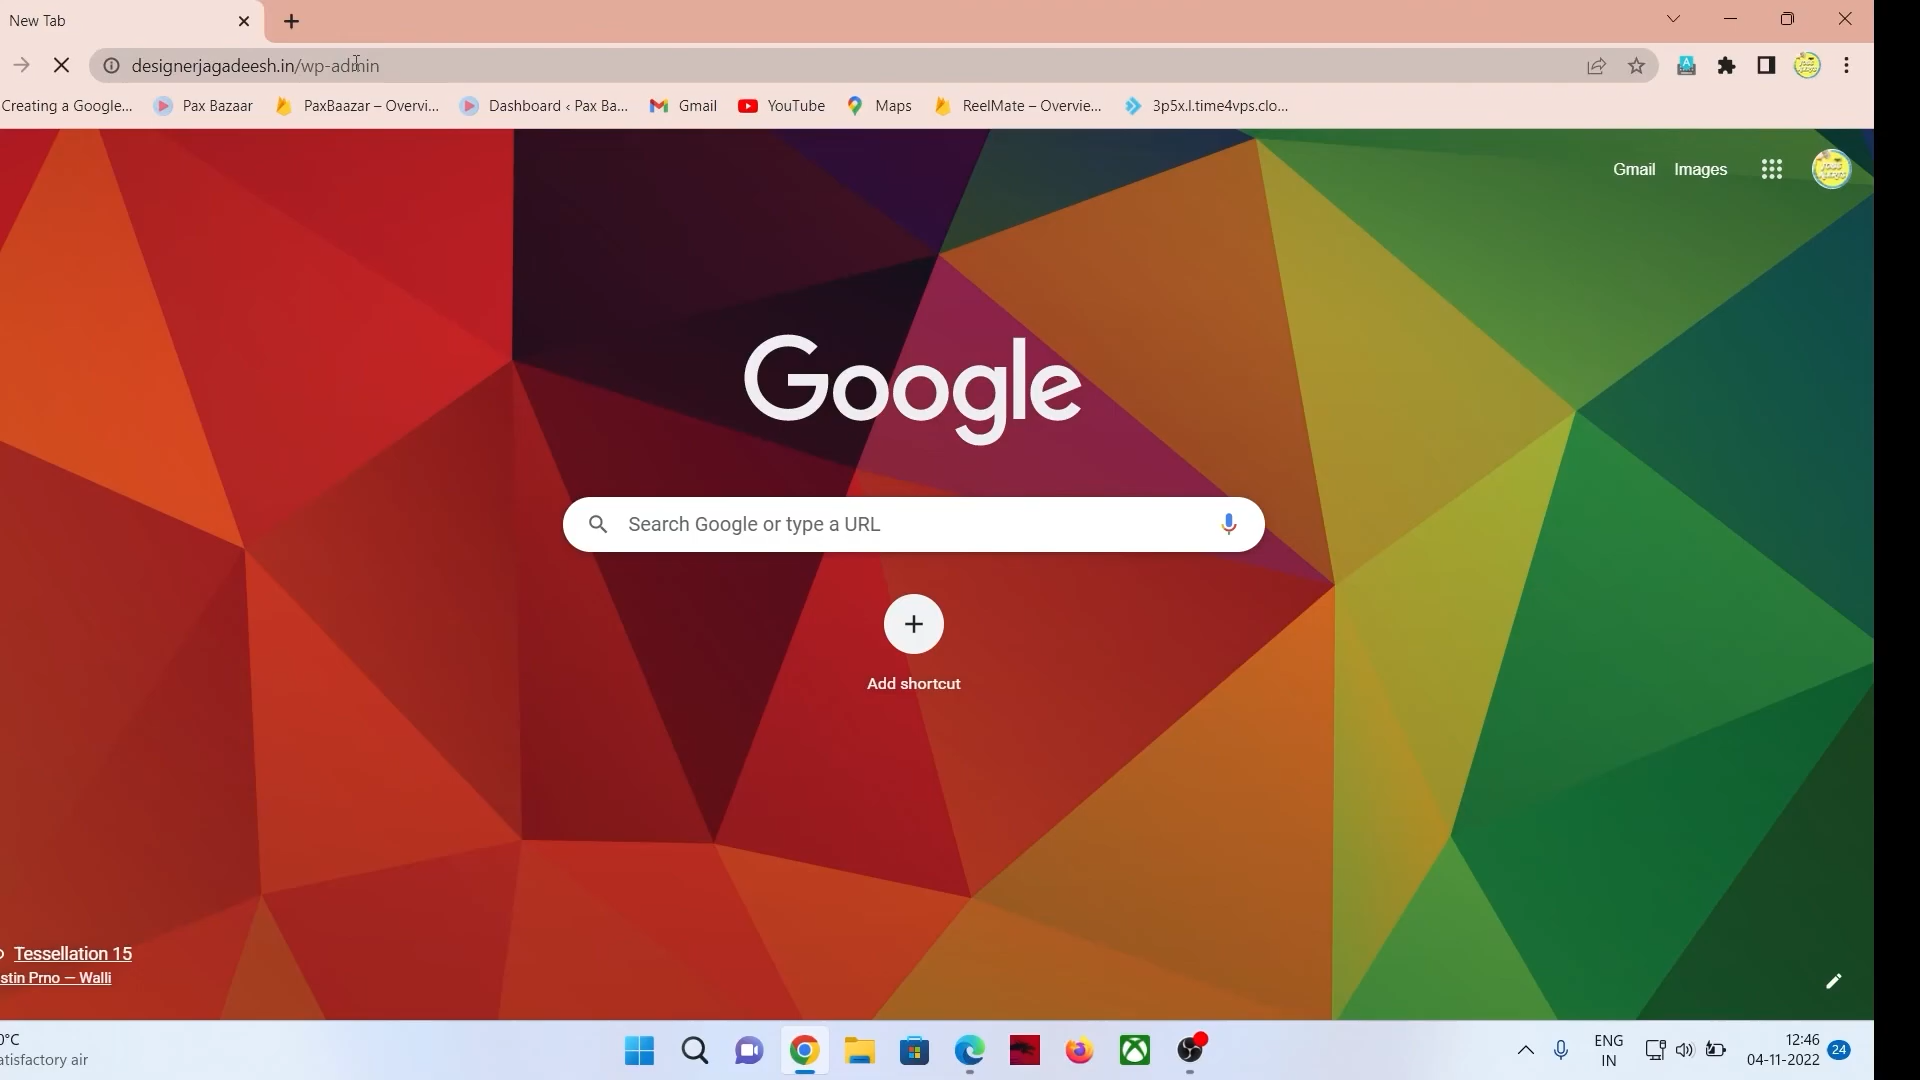 New Tab
designerjagadeesh.in/wp-admin
Creating a Google... Pax Bazaar PaxBaazar – Overvi... Dashboard ‹ Pax Ba... Gmail YouTube Maps ReelMate – Overvie... 3p5x.l.time4vps.clo...
Gmail Images
Google
Search Google or type a URL
Add shortcut
Tessellation 15
stin Prno — Walli
0°C
atisfactory air
ENG
IN
12:46
04-11-2022
24